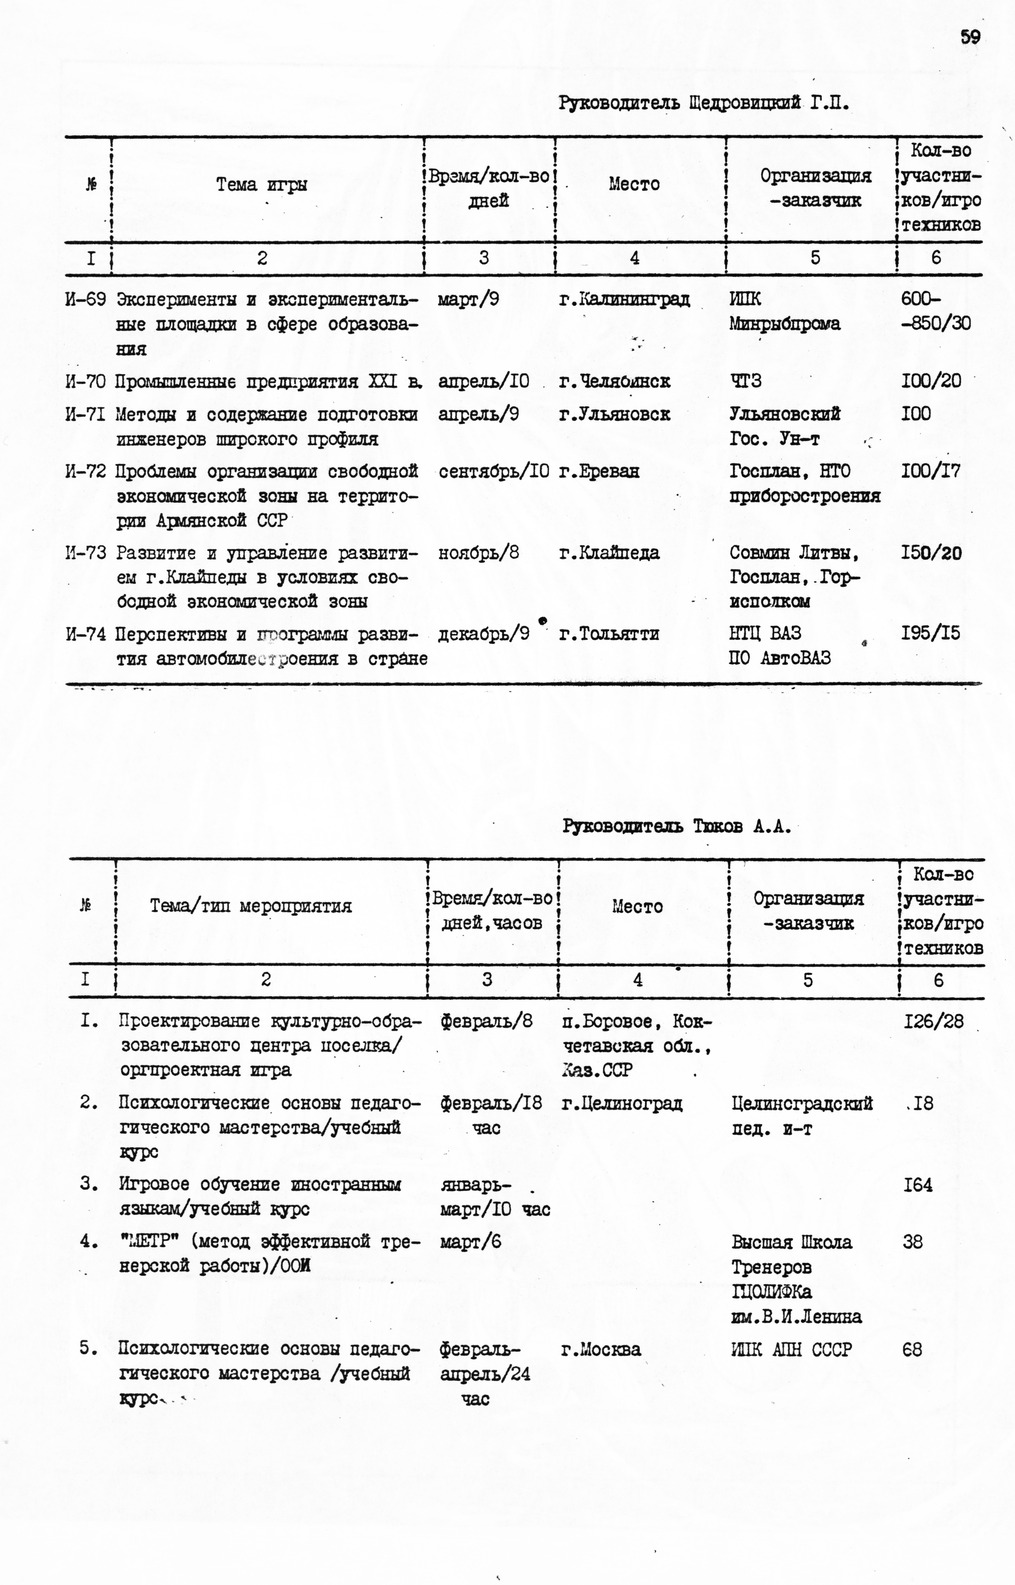 59
Руководитель Щедровицкий Г.П.
№ Тема игры Время/кол-во дней Место Организация -заказчик Кол-во участни- ков/игро техников
I 2 3 4 5 6
И-69 Эксперименты и эксперименталь- март/9 г.Калининград ИПК 600-
ные площадки в сфере образова- Минрыбпрома -850/30
ния
И-70 Промышленные предприятия XXI в. апрель/I0 г.Челябинск ЧТЗ I00/20
И-7I Методы и содержание подготовки апрель/9 г.Ульяновск Ульяновский I00
инженеров широкого профиля Гос. Ун-т
И-72 Проблемы организации свободной сентябрь/I0 г.Ереван Госплан, НТО I00/I7
экономической зоны на террито- приборостроения
рии Армянской ССР
И-73 Развитие и управление развити- ноябрь/8 г.Клайпеда Совмин Литвы, I50/20
ем г.Клайпеды в условиях сво- Госплан, Гор-
бодной экономической зоны исполком
И-74 Перспективы и программы разви- декабрь/9 г.Тольятти НТЦ ВАЗ I95/I5
тия автомобилестроения в стране ПО АвтоВАЗ
Руководитель Тюков А.А.
№ Тема/тип мероприятия Время/кол-во дней,часов Место Организация -заказчик Кол-во участни- ков/игро техников
I 2 3 4 5 6
I. Проектирование культурно-обра- февраль/8 п.Боровое, Кок- I26/28
зовательного центра поселка/ четавская обл.,
оргпроектная игра Каз.ССР
2. Психологические основы педаго- февраль/I8 г.Целиноград Целинсградский I8
гического мастерства/учебный час пед. и-т
курс
3. Игровое обучение иностранным январь- I64
языкам/учебный курс март/I0 час
4. "МЕТР" (метод эффективной тре- март/6 Высшая Школа 38
нерской работы)/ООИ Тренеров
ГЦОЛИФКа
им.В.И.Ленина
5. Психологические основы педаго- февраль- г.Москва ИПК АПН СССР 68
гического мастерства /учебный апрель/24
курс час